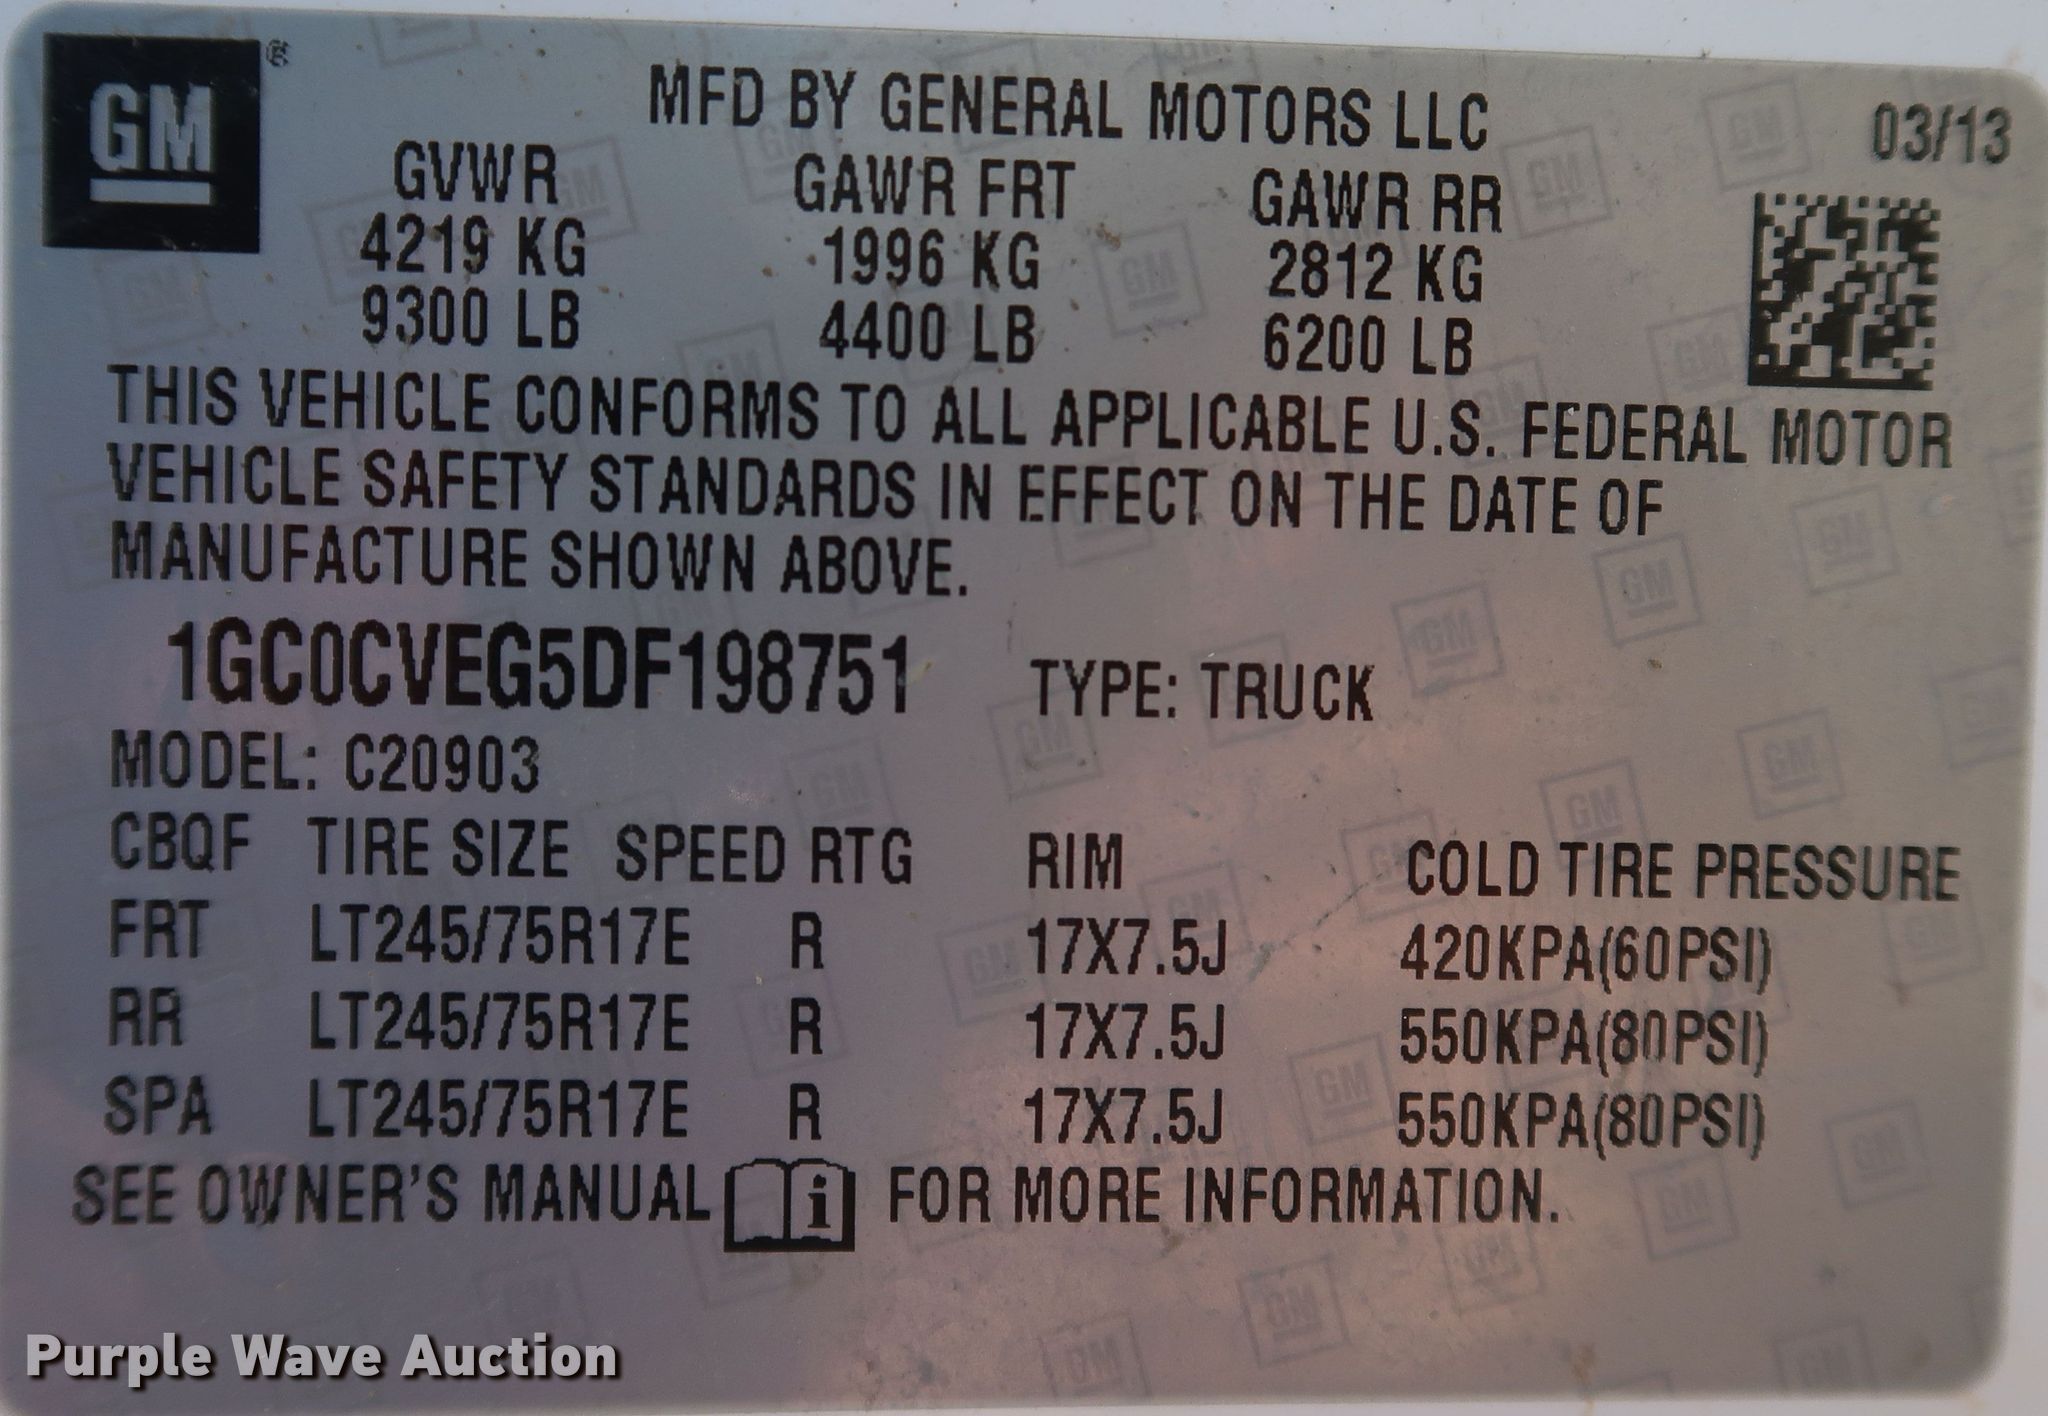 GM ®
MFD BY GENERAL MOTORS LLC 03/13
GVWR GAWR FRT GAWR RR
4219 KG 1996 KG 2812 KG
9300 LB 4400 LB 6200 LB
THIS VEHICLE CONFORMS TO ALL APPLICABLE U.S. FEDERAL MOTOR
VEHICLE SAFETY STANDARDS IN EFFECT ON THE DATE OF
MANUFACTURE SHOWN ABOVE.
1GC0CVEG5DF198751 TYPE: TRUCK
MODEL: C20903
CBQF TIRE SIZE SPEED RTG RIM COLD TIRE PRESSURE
FRT LT245/75R17E R 17X7.5J 420KPA(60PSI)
RR LT245/75R17E R 17X7.5J 550KPA(80PSI)
SPA LT245/75R17E R 17X7.5J 550KPA(80PSI)
SEE OWNER'S MANUAL i FOR MORE INFORMATION.
Purple Wave Auction